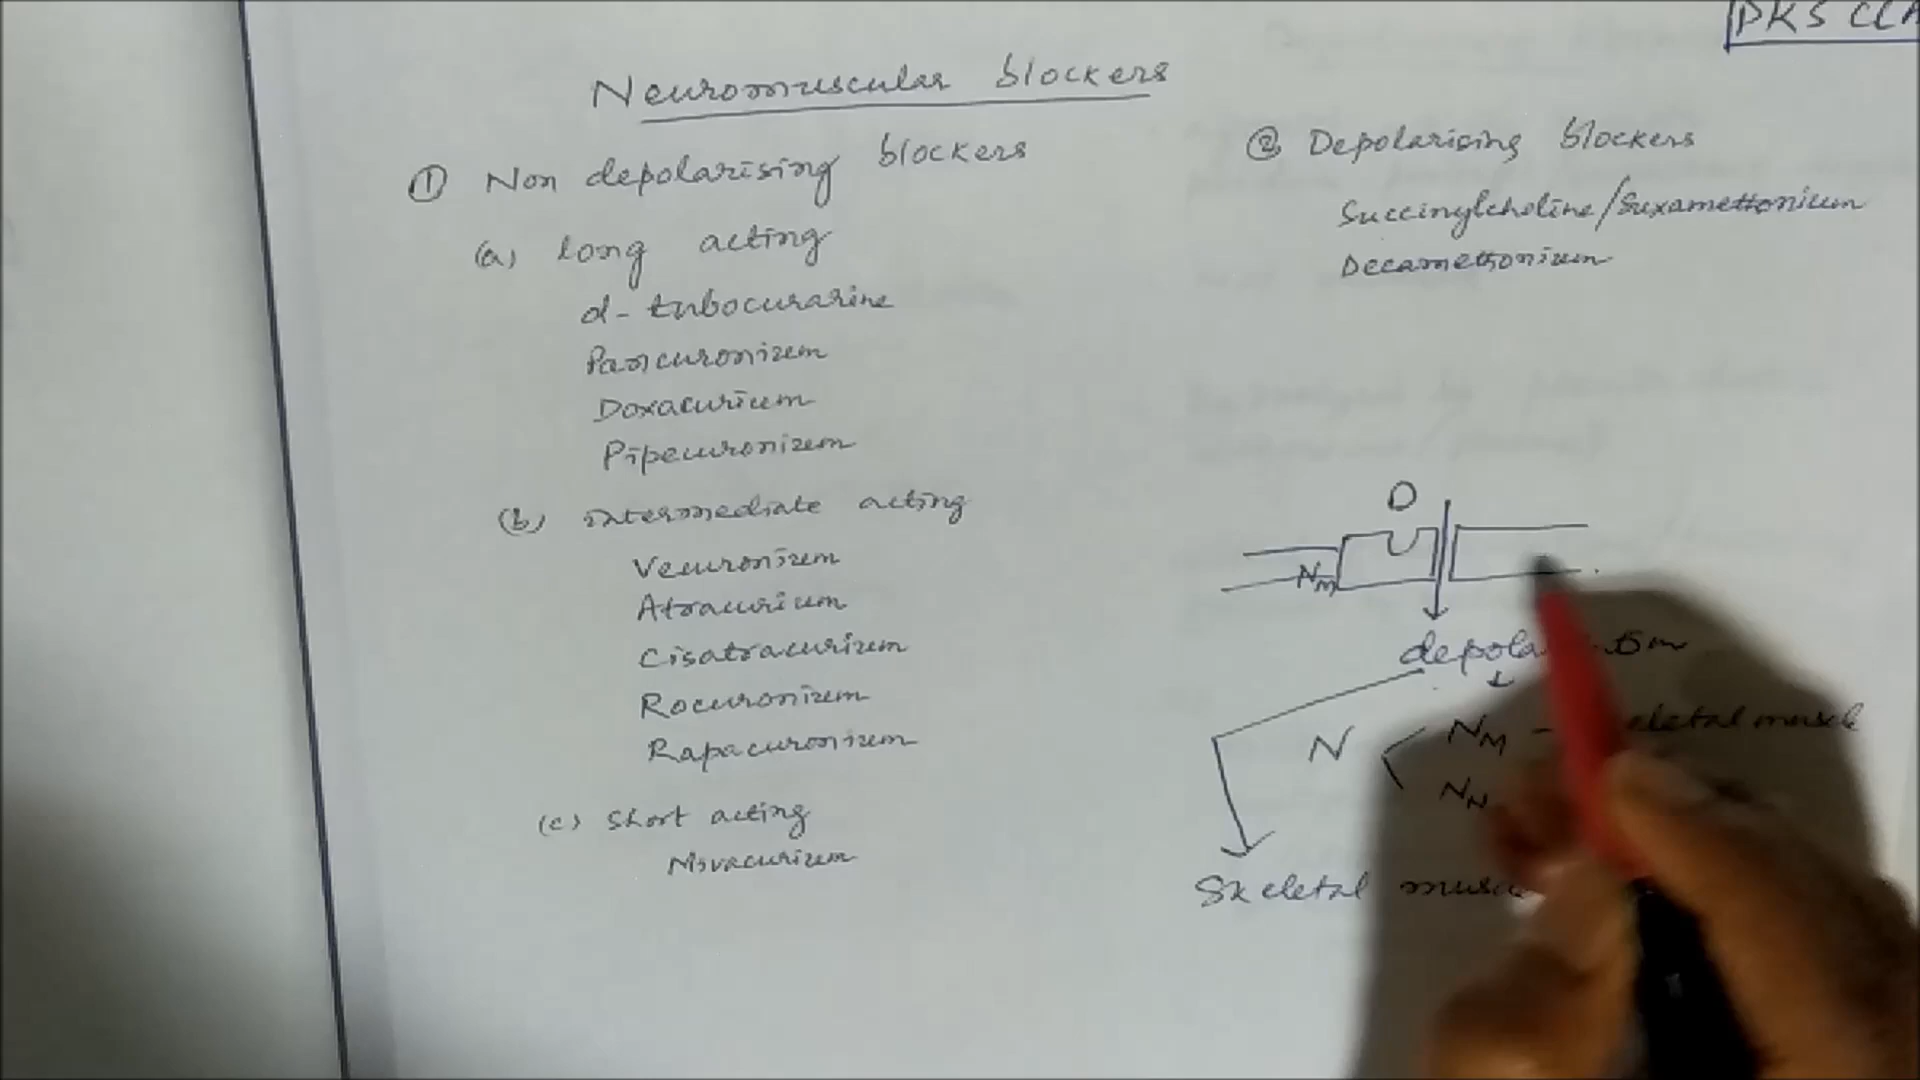 PKS CLA
Neuromuscular blockers
① Non depolarising blockers
(a) long acting
d-tubocurarine
Pancuronium
Doxacurium
Pipecuronium
(b) intermediate acting
Vecuronium
Atracurium
Cisatracurium
Rocuronium
Rapacuronium
(c) Short acting
Mivacurium
② Depolarising blockers
Succinylcholine/Suxamethonium
Decamethonium
NM
N
NM
NN
Skeletal